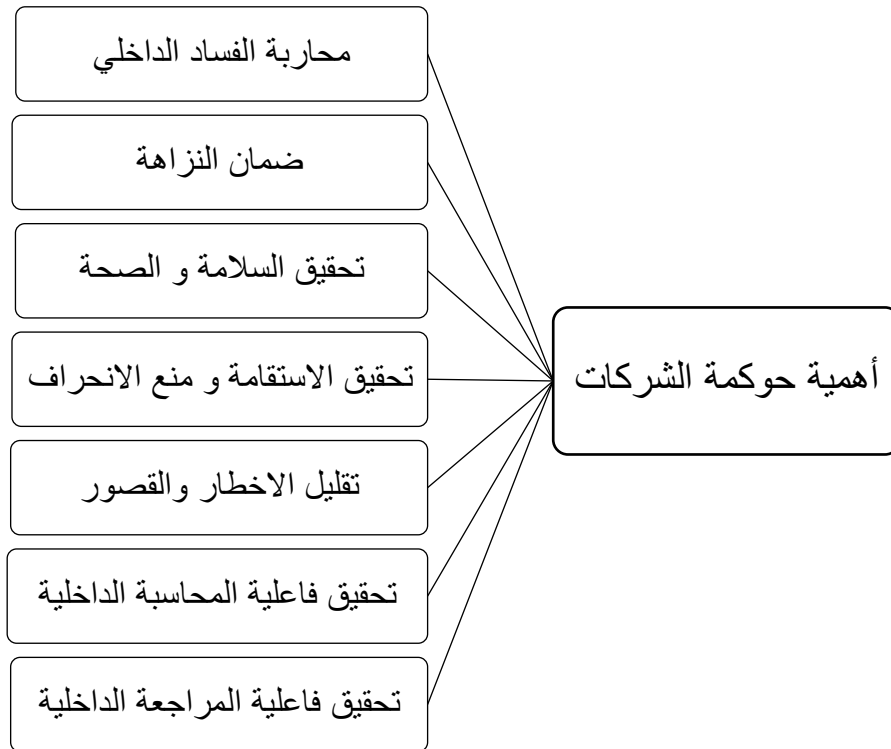 أهمية حوكمة الشركات
محاربة الفساد الداخلي
ضمان النزاهة
تحقيق السلامة و الصحة
تحقيق الاستقامة و منع الانحراف
تقليل الاخطار والقصور
تحقيق فاعلية المحاسبة الداخلية
تحقيق فاعلية المراجعة الداخلية